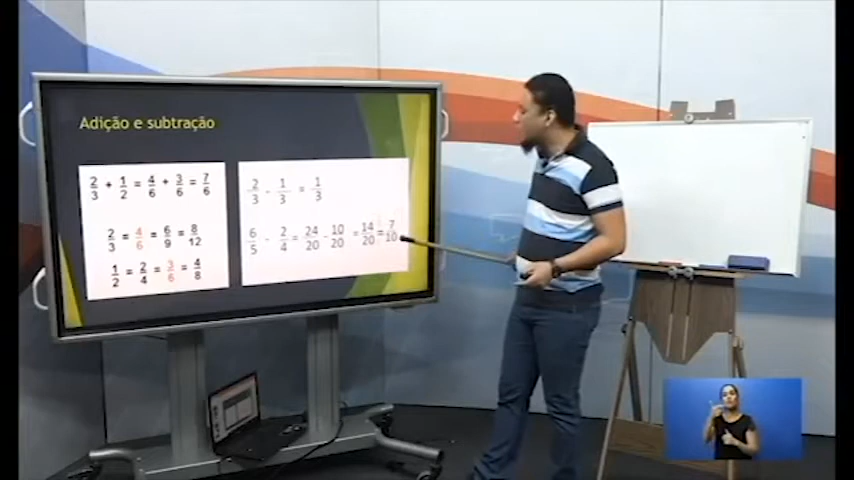 Adição e subtração
2/3 + 1/2 = 4/6 + 3/6 = 7/6
2/3 = 4/6 = 6/9 = 8/12
1/2 = 2/4 = 3/6 = 4/8
2/3 - 1/3 = 1/3
6/5 - 2/4 = 24/20 - 10/20 = 14/20 = 7/10